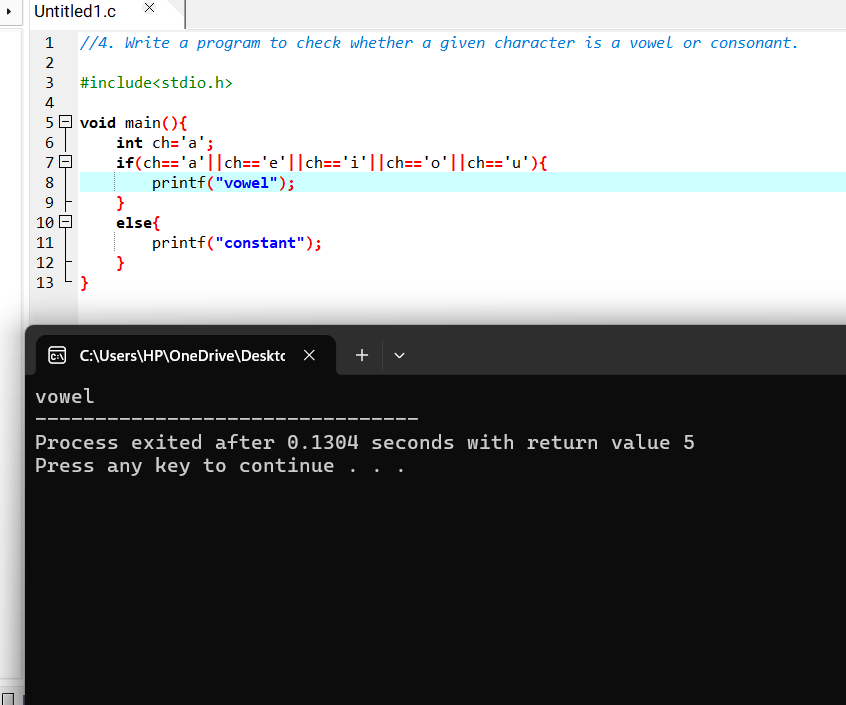 Untitled1.c
1 //4. Write a program to check whether a given character is a vowel or consonant.
2
3 #include<stdio.h>
4
5 void main(){
6 int ch='a';
7 if(ch=='a'||ch=='e'||ch=='i'||ch=='o'||ch=='u'){
8 printf("vowel");
9 }
10 else{
11 printf("constant");
12 }
13 }
C:\Users\HP\OneDrive\Deskto
vowel
--------------------------------
Process exited after 0.1304 seconds with return value 5
Press any key to continue . . .